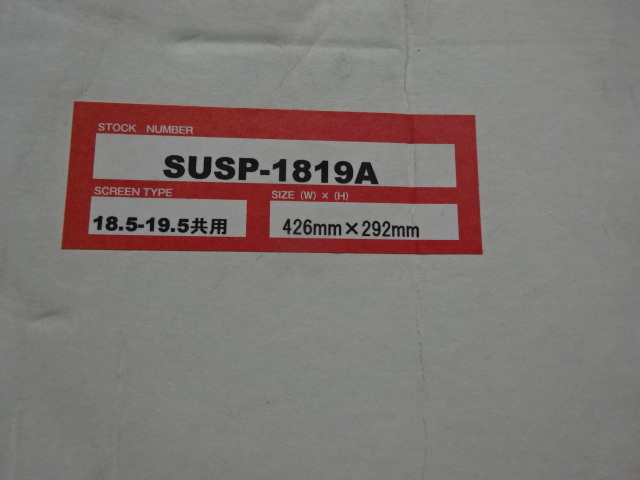 STOCK NUMBER
SUSP-1819A
SCREEN TYPE
18.5-19.5共用
SIZE (W) × (H)
426mm×292mm